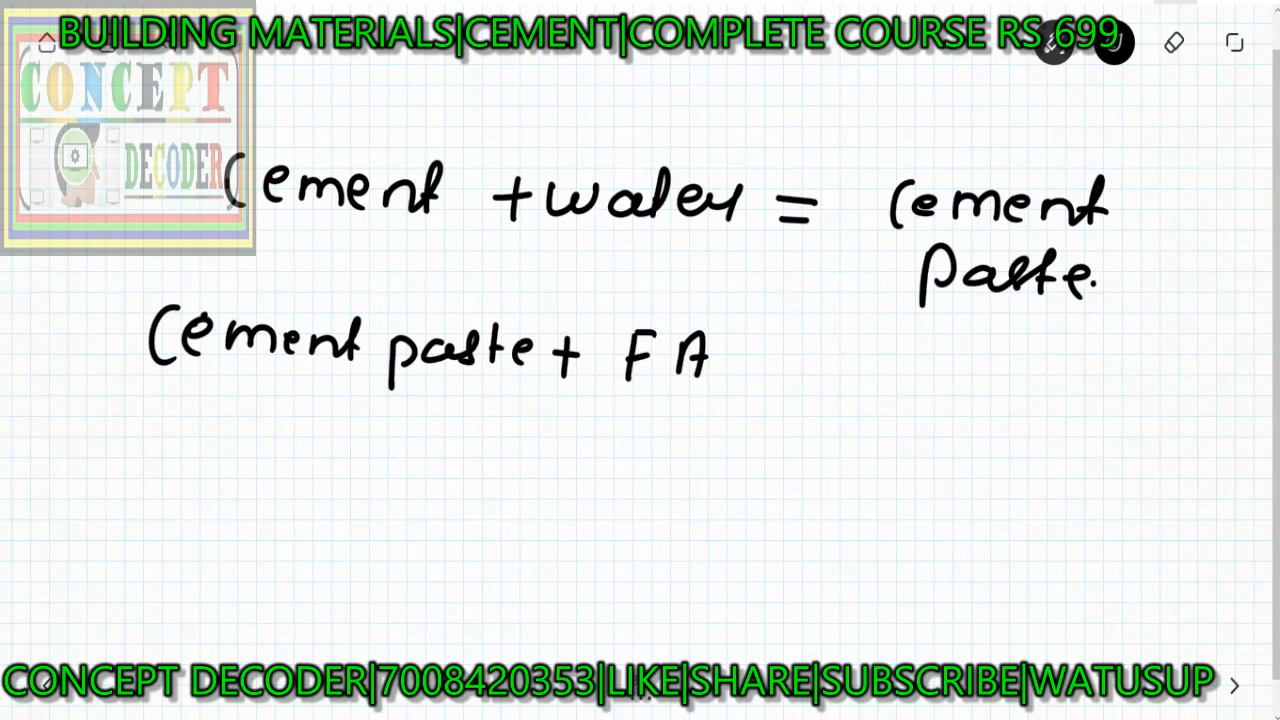 BUILDING MATERIALS|CEMENT|COMPLETE COURSE RS 699
CONCEPT
DECODER
Cement + water = Cement
Paste.
Cement paste + FA
CONCEPT DECODER|7008420353|LIKE|SHARE|SUBSCRIBE|WATUSUP